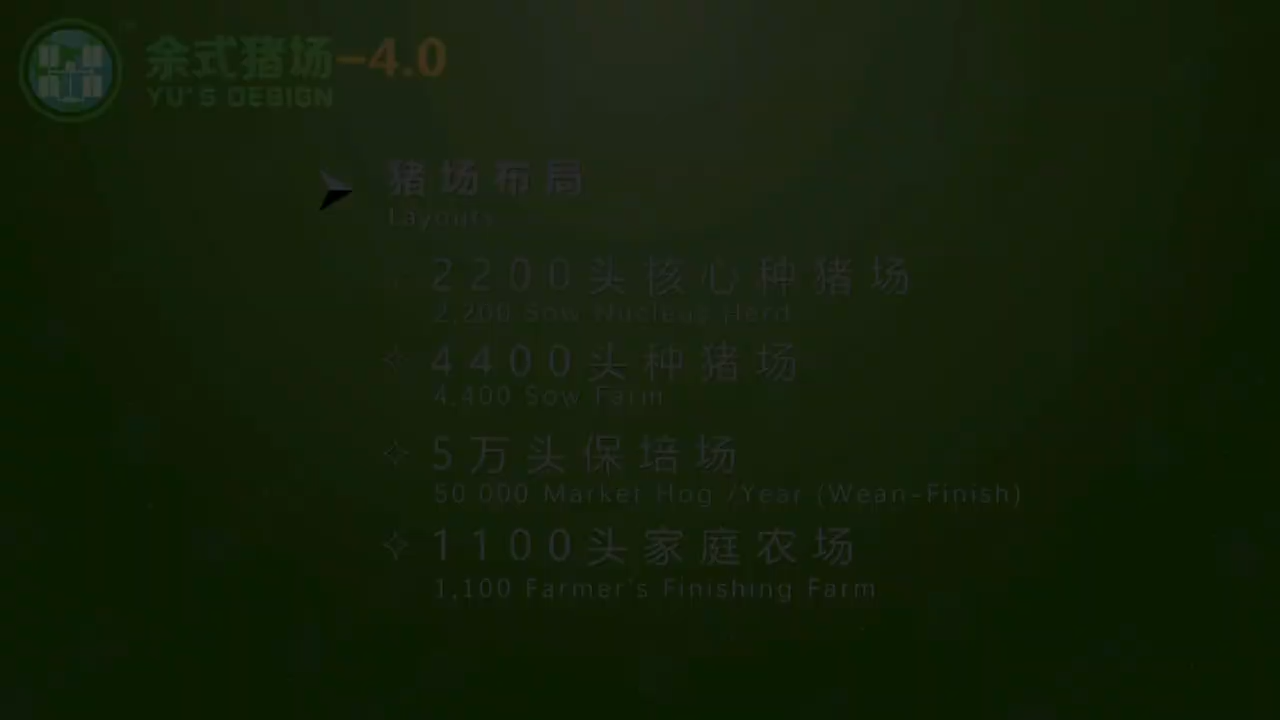 余式猪场-4.0
YU'S DESIGN
猪场布局
Layouts
2200头核心种猪场
2,200 Sow Nucleus Herd
4400头种猪场
4,400 Sow Farm
5万头保培场
50 000 Market Hog /Year (Wean-Finish)
1100头家庭农场
1,100 Farmer's Finishing Farm